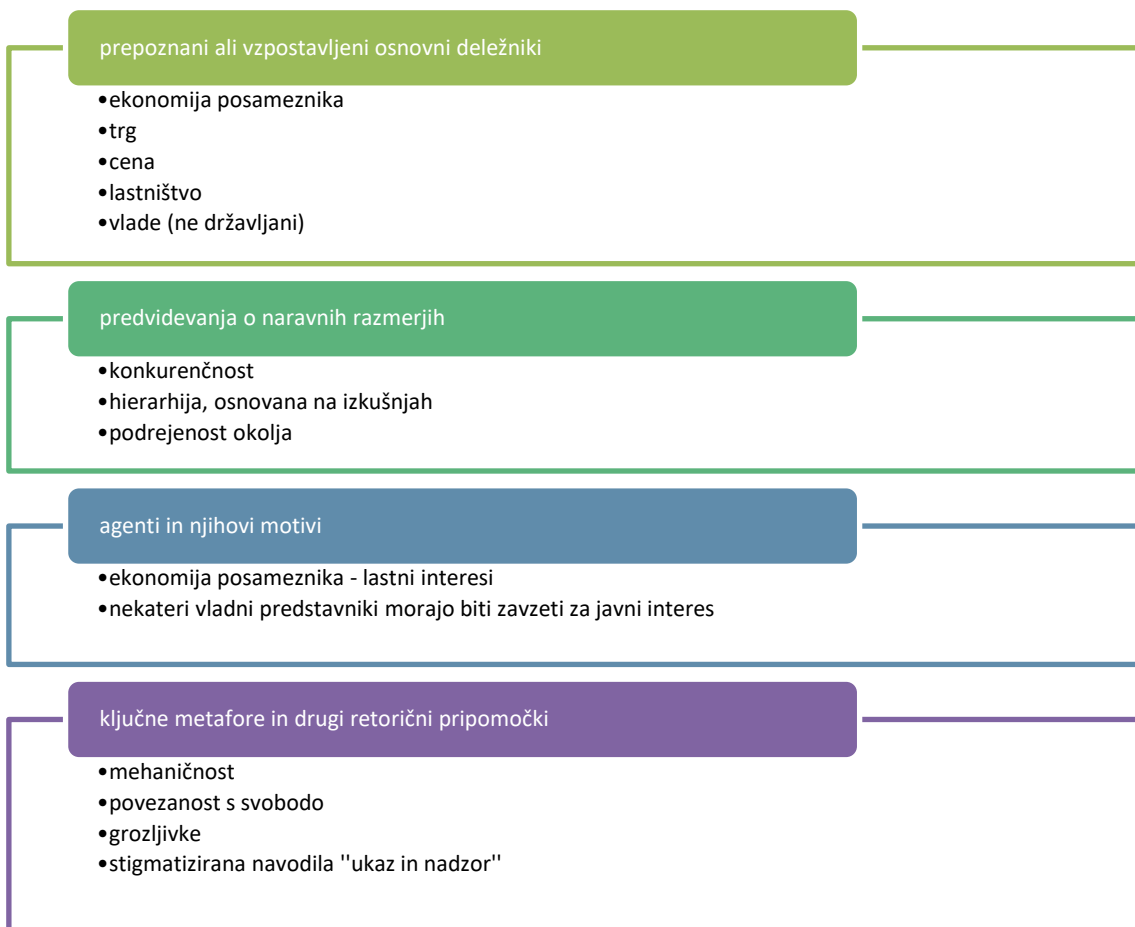 prepoznani ali vzpostavljeni osnovni deležniki
•ekonomija posameznika
•trg
•cena
•lastništvo
•vlade (ne državljani)
predvidevanja o naravnih razmerjih
•konkurenčnost
•hierarhija, osnovana na izkušnjah
•podrejenost okolja
agenti in njihovi motivi
•ekonomija posameznika - lastni interesi
•nekateri vladni predstavniki morajo biti zavzeti za javni interes
ključne metafore in drugi retorični pripomočki
•mehaničnost
•povezanost s svobodo
•grozljivke
•stigmatizirana navodila ''ukaz in nadzor''